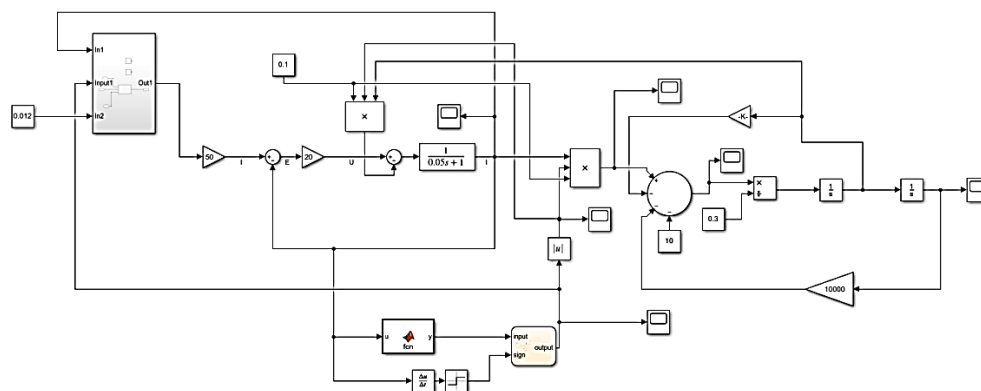 In1
Input1
Out1
In2
0.012
0.1
×
50
I
+
-
E
20
U
+
-
1
0.05s + 1
I
×
-K-
+
-
-
-
10
×
÷
0.3
1
s
1
s
|u|
10000
u
fcn
y
input
sign
output
Δu
Δt